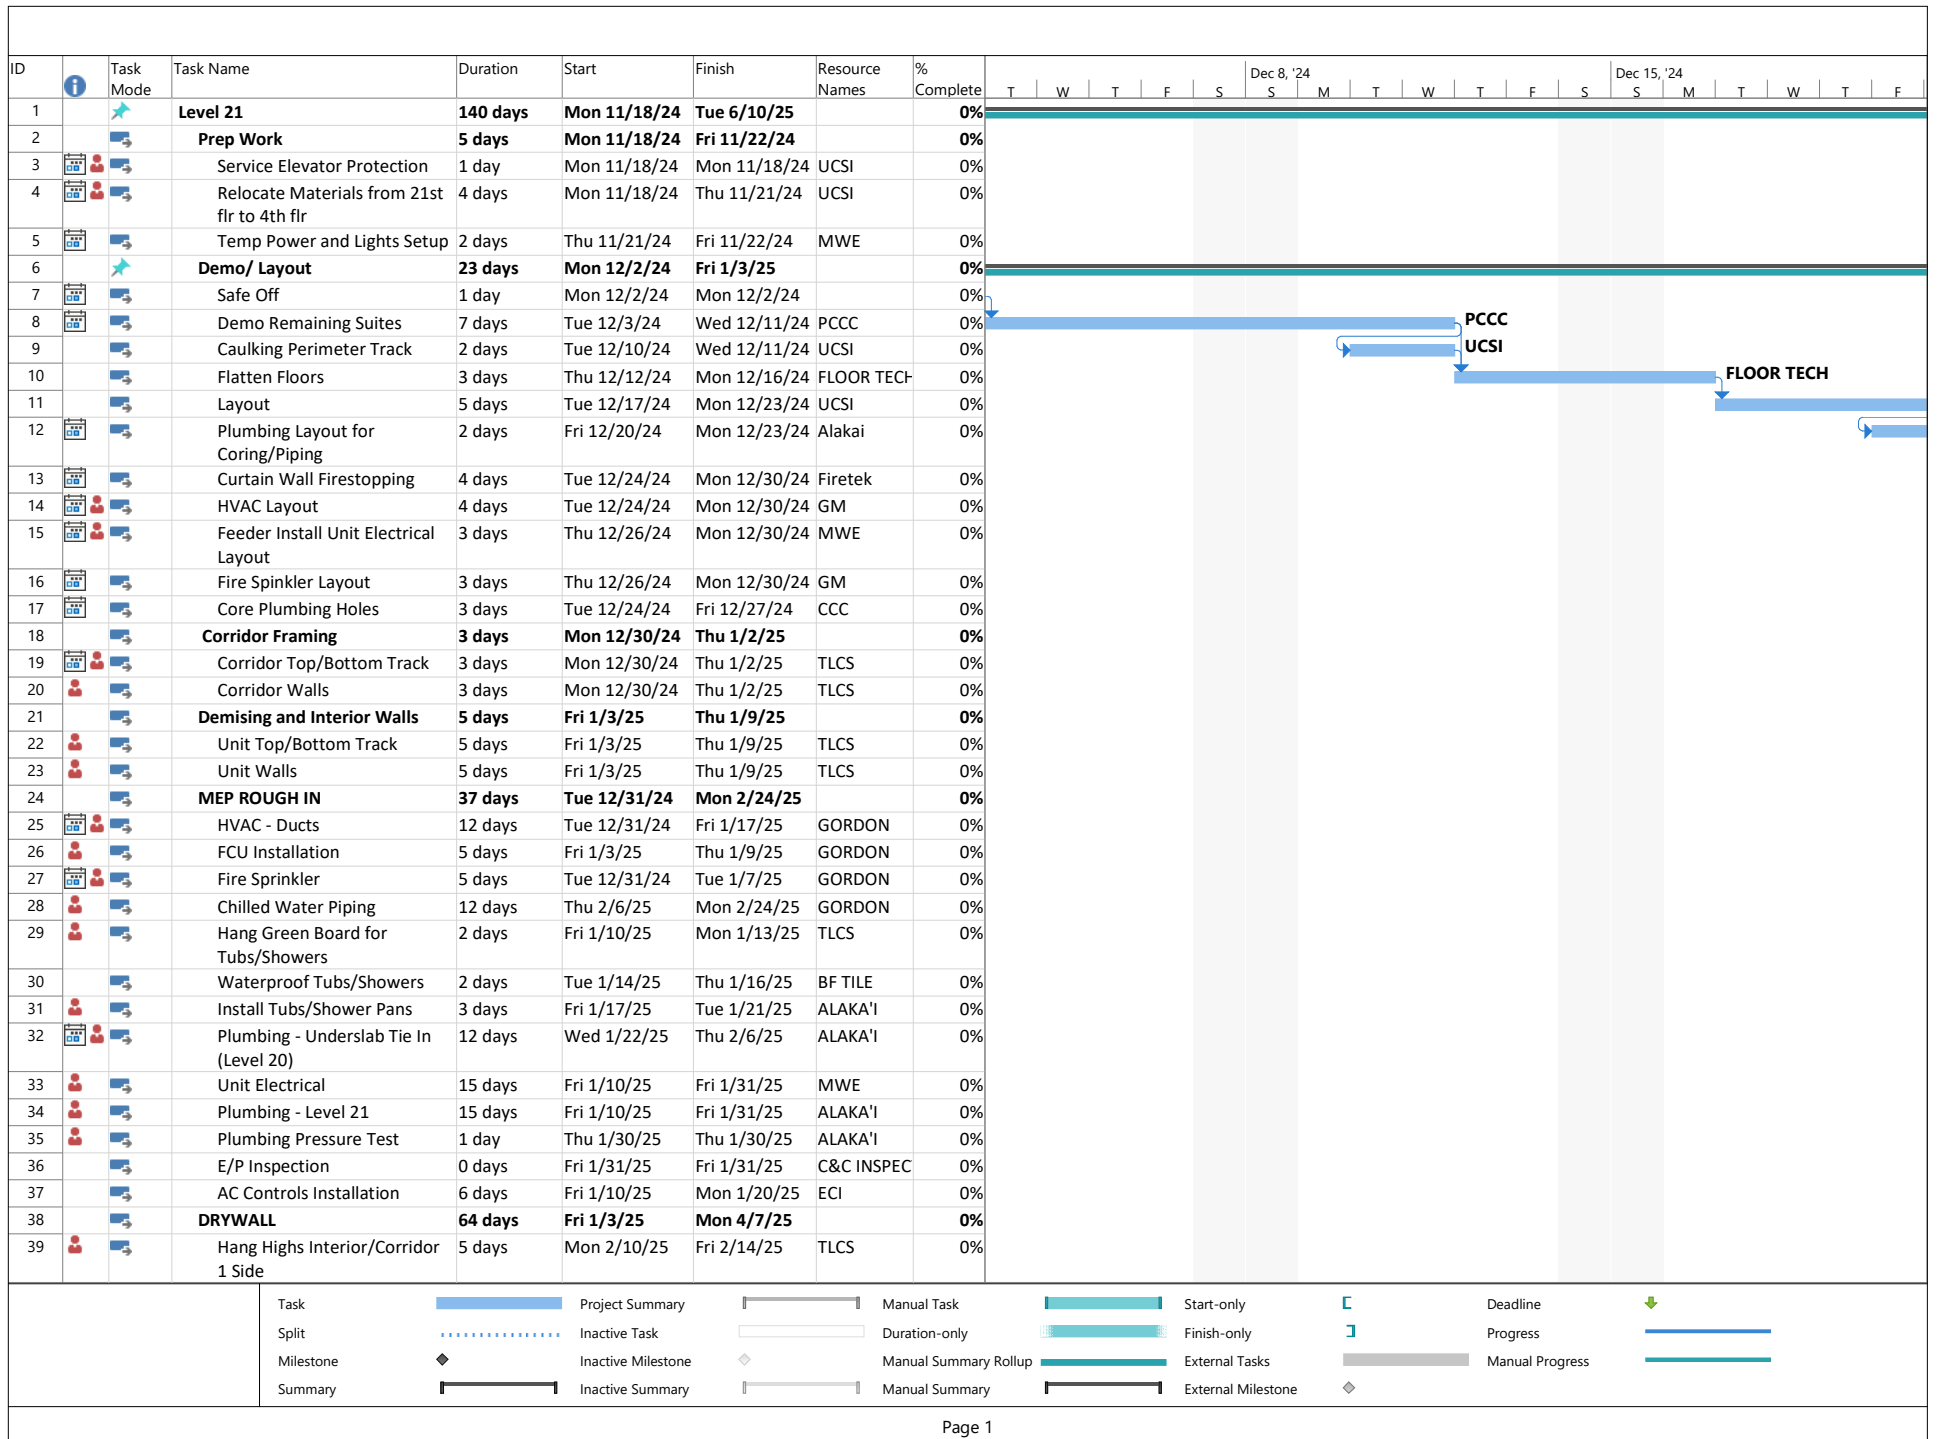 ID Task Mode Task Name Duration Start Finish Resource Names % Complete
Dec 8, '24 Dec 15, '24
T W T F S S M T W T F S S M T W T F
1 Level 21 140 days Mon 11/18/24 Tue 6/10/25 0%
2 Prep Work 5 days Mon 11/18/24 Fri 11/22/24 0%
3 Service Elevator Protection 1 day Mon 11/18/24 Mon 11/18/24 UCSI 0%
4 Relocate Materials from 21st 4 days Mon 11/18/24 Thu 11/21/24 UCSI 0%
flr to 4th flr
5 Temp Power and Lights Setup 2 days Thu 11/21/24 Fri 11/22/24 MWE 0%
6 Demo/ Layout 23 days Mon 12/2/24 Fri 1/3/25 0%
7 Safe Off 1 day Mon 12/2/24 Mon 12/2/24 0%
8 Demo Remaining Suites 7 days Tue 12/3/24 Wed 12/11/24 PCCC 0% PCCC
9 Caulking Perimeter Track 2 days Tue 12/10/24 Wed 12/11/24 UCSI 0% UCSI
10 Flatten Floors 3 days Thu 12/12/24 Mon 12/16/24 FLOOR TECH 0% FLOOR TECH
11 Layout 5 days Tue 12/17/24 Mon 12/23/24 UCSI 0%
12 Plumbing Layout for 2 days Fri 12/20/24 Mon 12/23/24 Alakai 0%
Coring/Piping
13 Curtain Wall Firestopping 4 days Tue 12/24/24 Mon 12/30/24 Firetek 0%
14 HVAC Layout 4 days Tue 12/24/24 Mon 12/30/24 GM 0%
15 Feeder Install Unit Electrical 3 days Thu 12/26/24 Mon 12/30/24 MWE 0%
Layout
16 Fire Spinkler Layout 3 days Thu 12/26/24 Mon 12/30/24 GM 0%
17 Core Plumbing Holes 3 days Tue 12/24/24 Fri 12/27/24 CCC 0%
18 Corridor Framing 3 days Mon 12/30/24 Thu 1/2/25 0%
19 Corridor Top/Bottom Track 3 days Mon 12/30/24 Thu 1/2/25 TLCS 0%
20 Corridor Walls 3 days Mon 12/30/24 Thu 1/2/25 TLCS 0%
21 Demising and Interior Walls 5 days Fri 1/3/25 Thu 1/9/25 0%
22 Unit Top/Bottom Track 5 days Fri 1/3/25 Thu 1/9/25 TLCS 0%
23 Unit Walls 5 days Fri 1/3/25 Thu 1/9/25 TLCS 0%
24 MEP ROUGH IN 37 days Tue 12/31/24 Mon 2/24/25 0%
25 HVAC - Ducts 12 days Tue 12/31/24 Fri 1/17/25 GORDON 0%
26 FCU Installation 5 days Fri 1/3/25 Thu 1/9/25 GORDON 0%
27 Fire Sprinkler 5 days Tue 12/31/24 Tue 1/7/25 GORDON 0%
28 Chilled Water Piping 12 days Thu 2/6/25 Mon 2/24/25 GORDON 0%
29 Hang Green Board for 2 days Fri 1/10/25 Mon 1/13/25 TLCS 0%
Tubs/Showers
30 Waterproof Tubs/Showers 2 days Tue 1/14/25 Thu 1/16/25 BF TILE 0%
31 Install Tubs/Shower Pans 3 days Fri 1/17/25 Tue 1/21/25 ALAKA'I 0%
32 Plumbing - Underslab Tie In 12 days Wed 1/22/25 Thu 2/6/25 ALAKA'I 0%
(Level 20)
33 Unit Electrical 15 days Fri 1/10/25 Fri 1/31/25 MWE 0%
34 Plumbing - Level 21 15 days Fri 1/10/25 Fri 1/31/25 ALAKA'I 0%
35 Plumbing Pressure Test 1 day Thu 1/30/25 Thu 1/30/25 ALAKA'I 0%
36 E/P Inspection 0 days Fri 1/31/25 Fri 1/31/25 C&C INSPEC 0%
37 AC Controls Installation 6 days Fri 1/10/25 Mon 1/20/25 ECI 0%
38 DRYWALL 64 days Fri 1/3/25 Mon 4/7/25 0%
39 Hang Highs Interior/Corridor 5 days Mon 2/10/25 Fri 2/14/25 TLCS 0%
1 Side
Task Project Summary Manual Task Start-only Deadline
Split Inactive Task Duration-only Finish-only Progress
Milestone Inactive Milestone Manual Summary Rollup External Tasks Manual Progress
Summary Inactive Summary Manual Summary External Milestone
Page 1